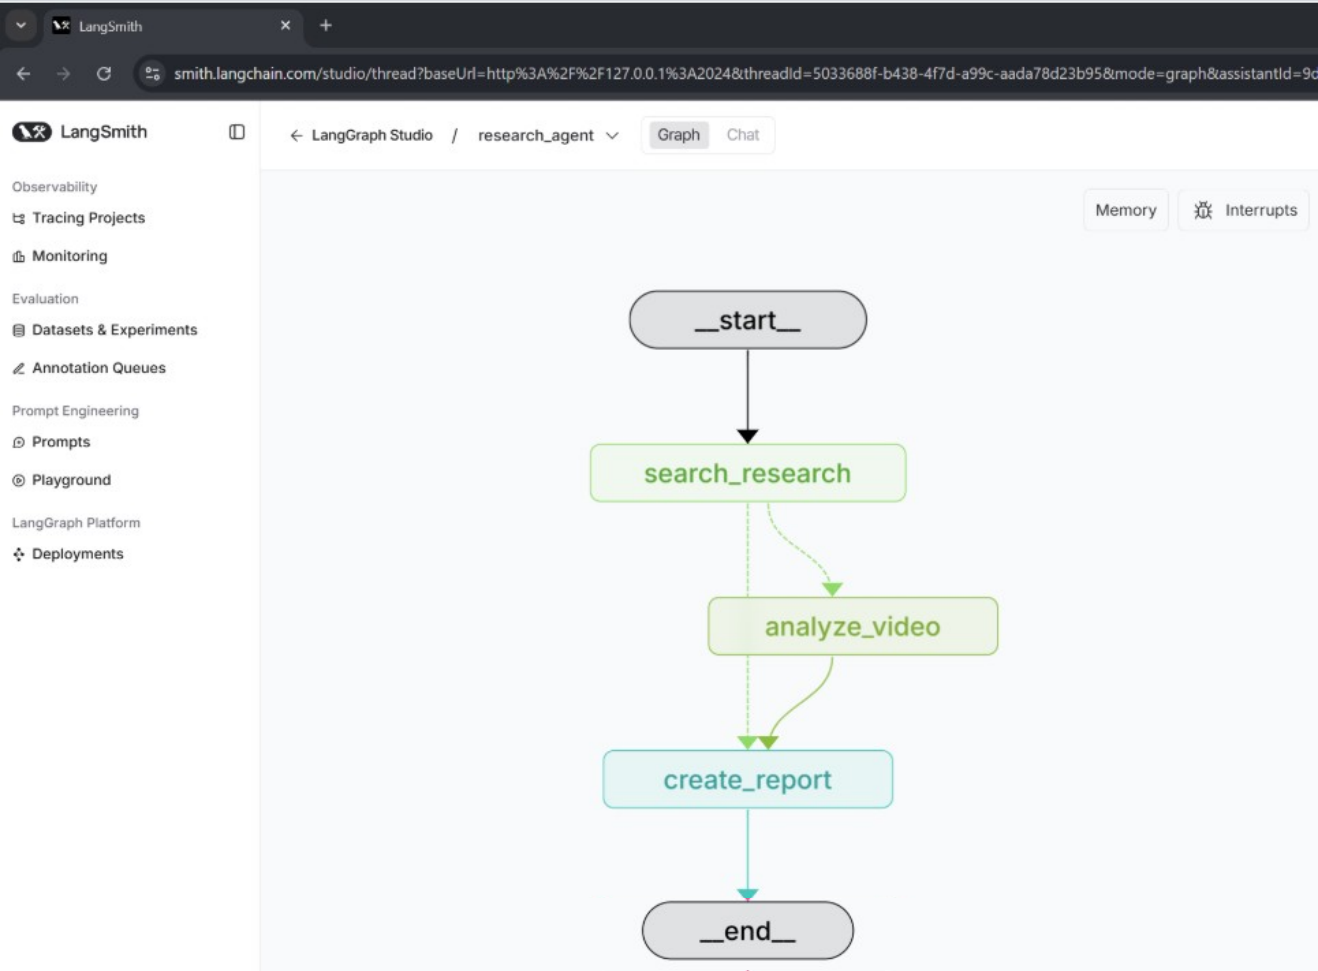 LangSmith
smith.langchain.com/studio/thread?baseUrl=http%3A%2F%2F127.0.0.1%3A2024&threadId=5033688f-b438-4f7d-a99c-aada78d23b95&mode=graph&assistantId=9d
LangSmith
LangGraph Studio / research_agent
Graph
Chat
Observability
Tracing Projects
Monitoring
Evaluation
Datasets & Experiments
Annotation Queues
Prompt Engineering
Prompts
Playground
LangGraph Platform
Deployments
Memory
Interrupts
__start__
search_research
analyze_video
create_report
__end__